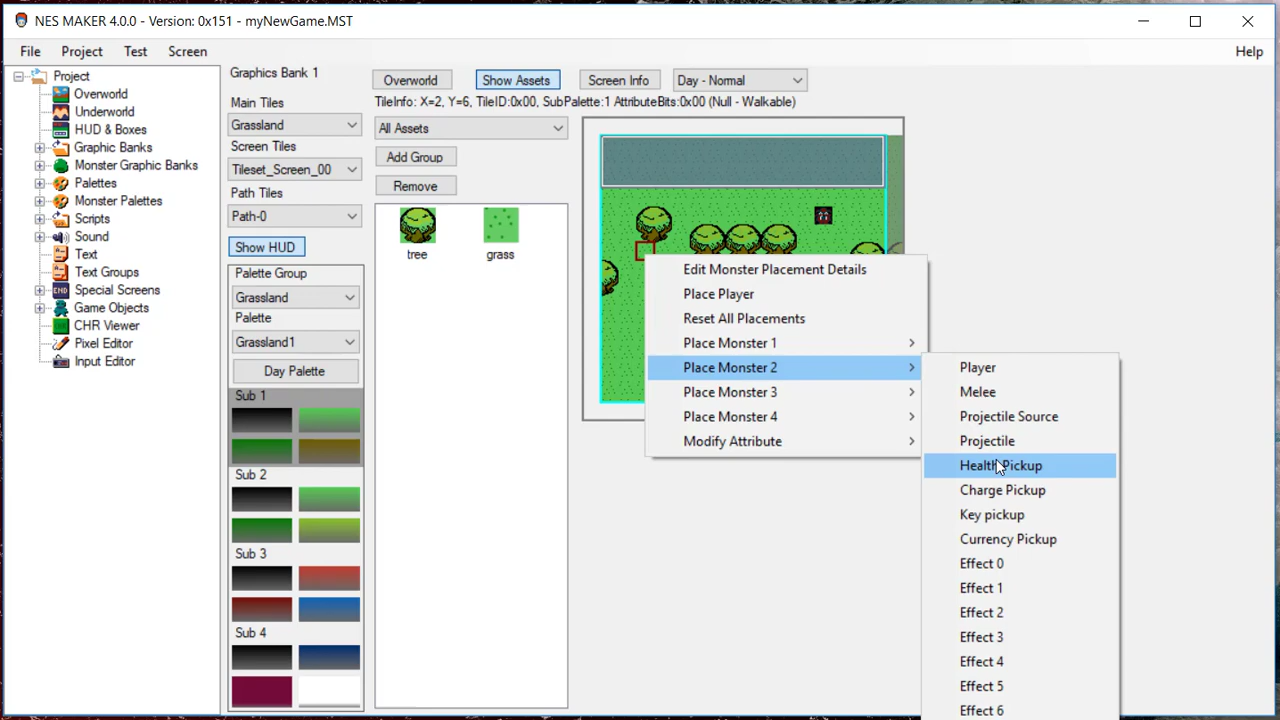 NES MAKER 4.0.0 - Version: 0x151 - myNewGame.MST
File Project Test Screen Help
Project
Overworld
Underworld
HUD & Boxes
Graphic Banks
Monster Graphic Banks
Palettes
Monster Palettes
Scripts
Sound
Text
Text Groups
Special Screens
Game Objects
CHR Viewer
Pixel Editor
Input Editor
Graphics Bank 1
Main Tiles
Grassland
Screen Tiles
Tileset_Screen_00
Path Tiles
Path-0
Show HUD
Palette Group
Grassland
Palette
Grassland1
Day Palette
Sub 1
Sub 2
Sub 3
Sub 4
Overworld Show Assets Screen Info Day - Normal
TileInfo: X=2, Y=6, TileID:0x00, SubPalette:1 AttributeBits:0x00 (Null - Walkable)
All Assets
Add Group
Remove
tree grass
Edit Monster Placement Details
Place Player
Reset All Placements
Place Monster 1
Place Monster 2
Place Monster 3
Place Monster 4
Modify Attribute
Player
Melee
Projectile Source
Projectile
Health Pickup
Charge Pickup
Key pickup
Currency Pickup
Effect 0
Effect 1
Effect 2
Effect 3
Effect 4
Effect 5
Effect 6